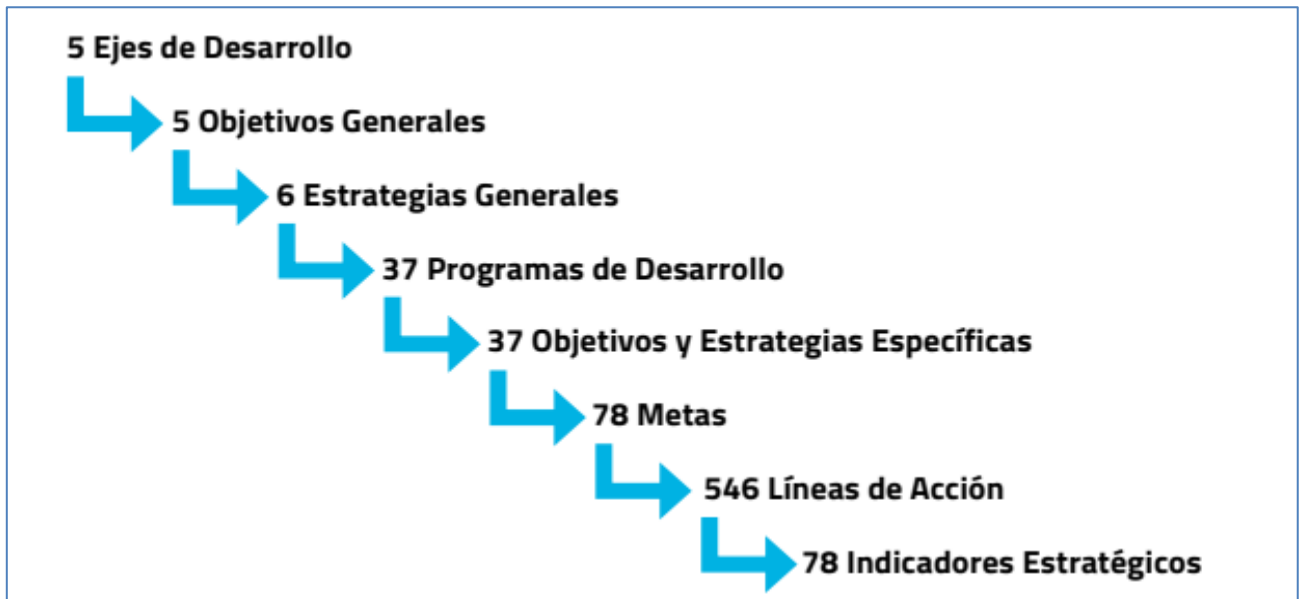 5 Ejes de Desarrollo
5 Objetivos Generales
6 Estrategias Generales
37 Programas de Desarrollo
37 Objetivos y Estrategias Específicas
78 Metas
546 Líneas de Acción
78 Indicadores Estratégicos